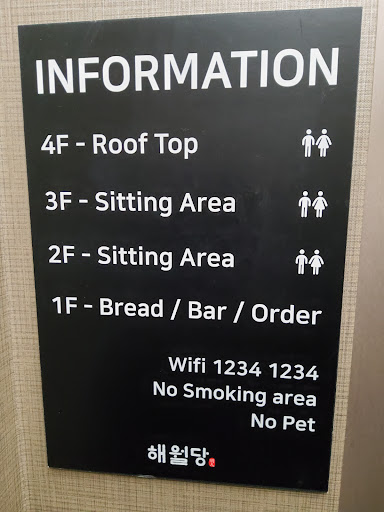 INFORMATION
4F - Roof Top
3F - Sitting Area
2F - Sitting Area
1F - Bread / Bar / Order
Wifi 1234 1234
No Smoking area
No Pet
해월당